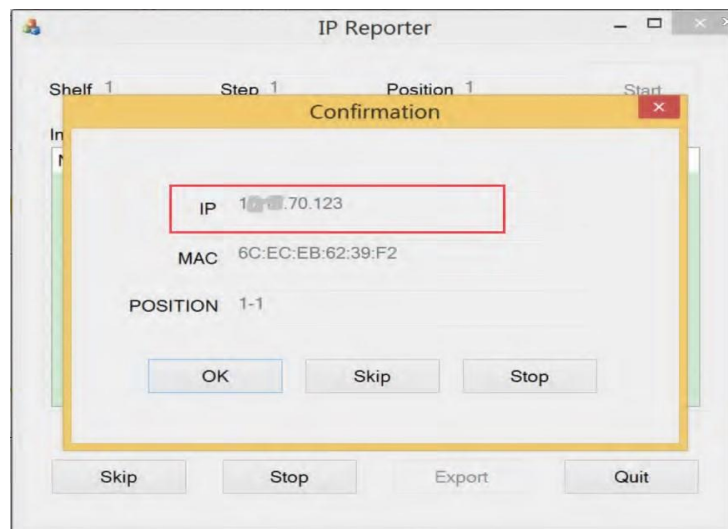 IP Reporter
Shelf 1 Step 1 Position 1 Start
Confirmation
In
IP .70.123
MAC 6C:EC:EB:62:39:F2
POSITION 1-1
OK Skip Stop
Skip Stop Export Quit